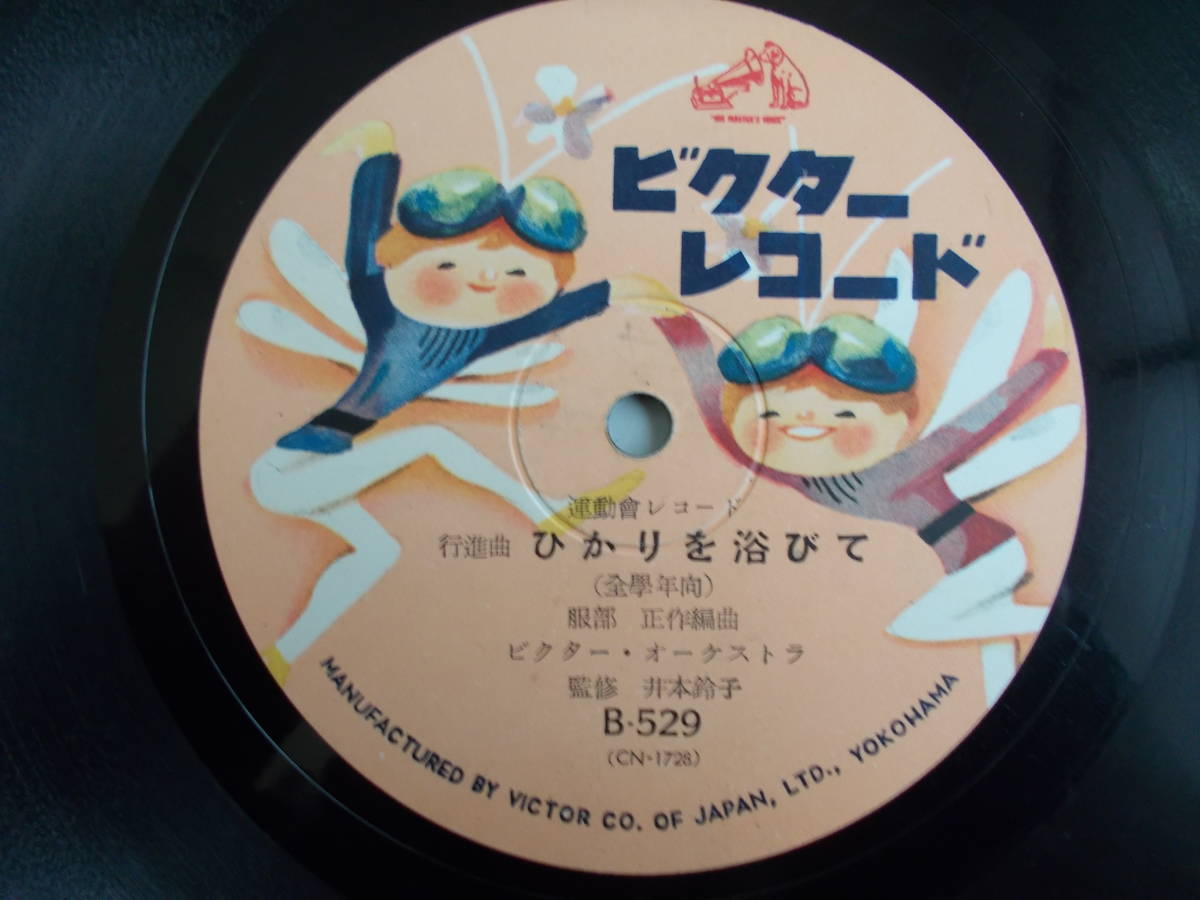 "HIS MASTER'S VOICE"
ビクター
レコード
運動會レコード
行進曲 ひかりを浴びて
(全學年向)
服部 正作編曲
ビクター・オーケストラ
監修 井本鈴子
B-529
(CN-1728)
MANUFACTURED BY VICTOR CO. OF JAPAN, LTD., YOKOHAMA